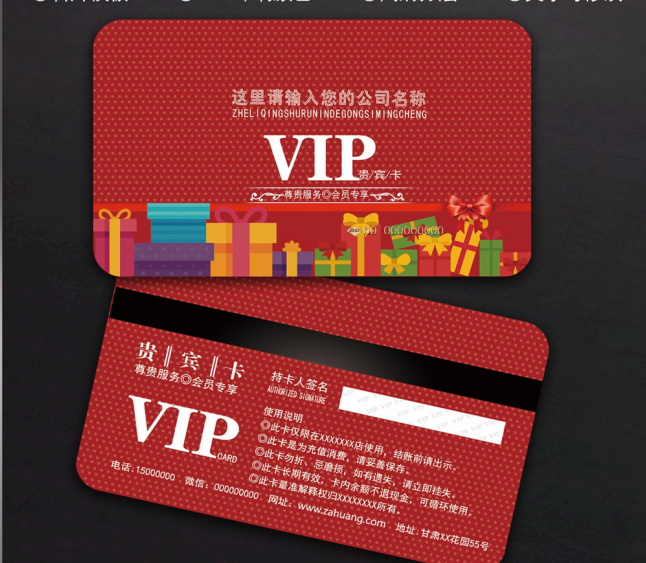 这里请输入您的公司名称
ZHELIQINGSHURUNINDEGONGSIMINGCHENG
VIP
贵/宾/卡
尊贵服务◎会员专享
000000000
贵‖宾‖卡
尊贵服务◎会员专享
VIP
CARD
持卡人签名
AUTHORIZED SIGNATURE
VIP VIP VIP VIP VIP VIP
使用说明
◎此卡仅限在XXXXXXX店使用，结账前请出示。
◎此卡是为充值消费，请妥善保存。
◎此卡勿折、忌磨损，如有遗失，请立即挂失。
◎此卡长期有效，卡内余额不退现金，可循环使用。
◎此卡最准解释权归XXXXXXXX所有。
电话:15000000 微信：000000000 网址：www.zahuang.com 地址:甘肃XX花园55号